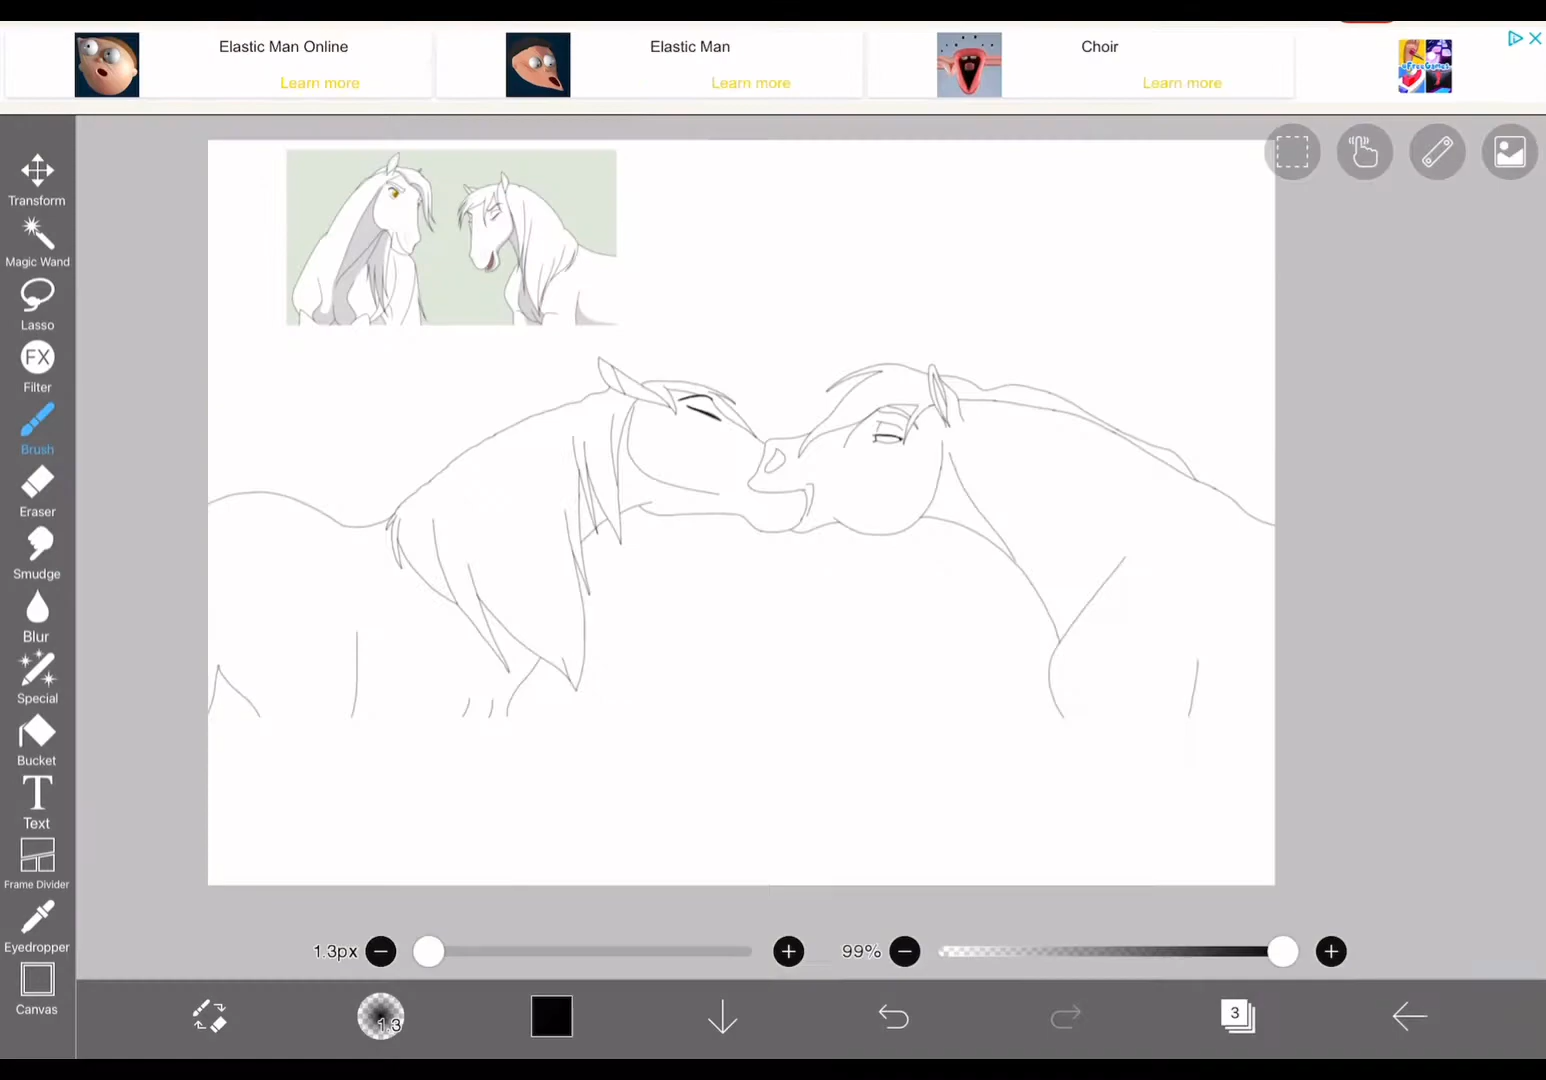 Elastic Man Online
Learn more
Elastic Man
Learn more
Choir
Learn more
#FreeGames
Transform
Magic Wand
Lasso
FX
Filter
Brush
Eraser
Smudge
Blur
Special
Bucket
T
Text
Frame Divider
Eyedropper
Canvas
1.3px
99%
1.3
3